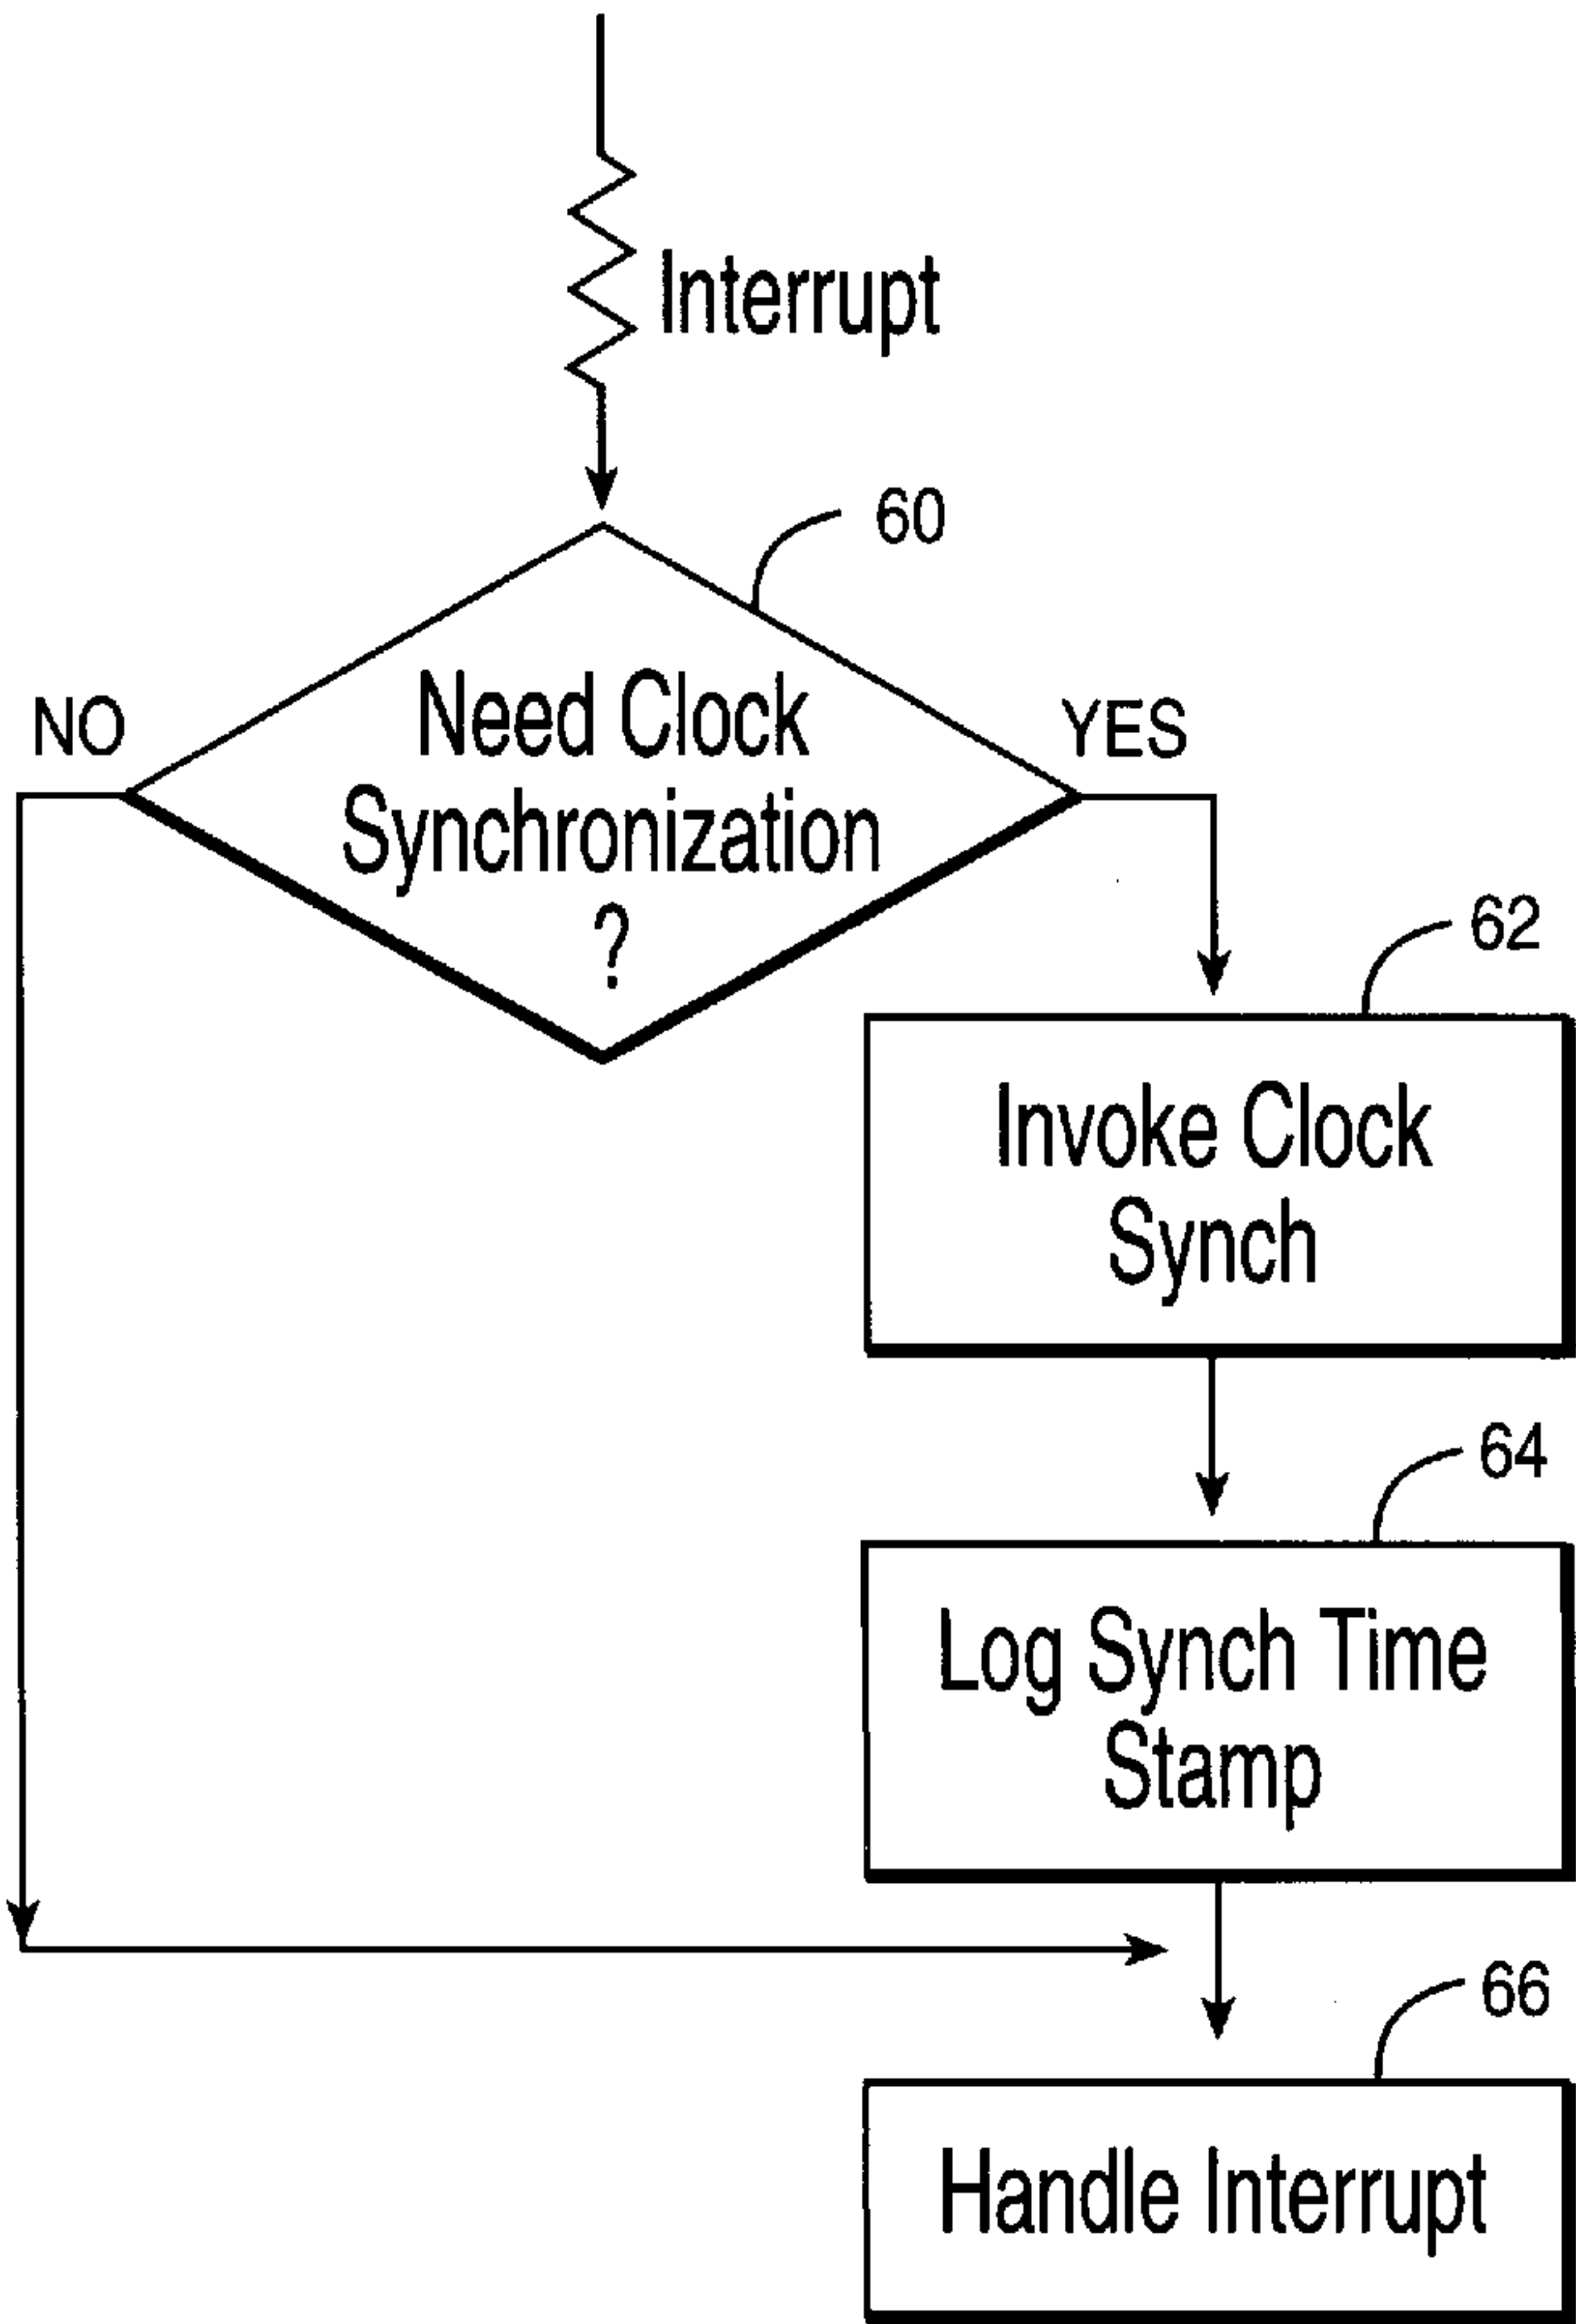 Interrupt
60
NO
Need Clock
Synchronization
?
YES
62
Invoke Clock
Synch
64
Log Synch Time
Stamp
66
Handle Interrupt